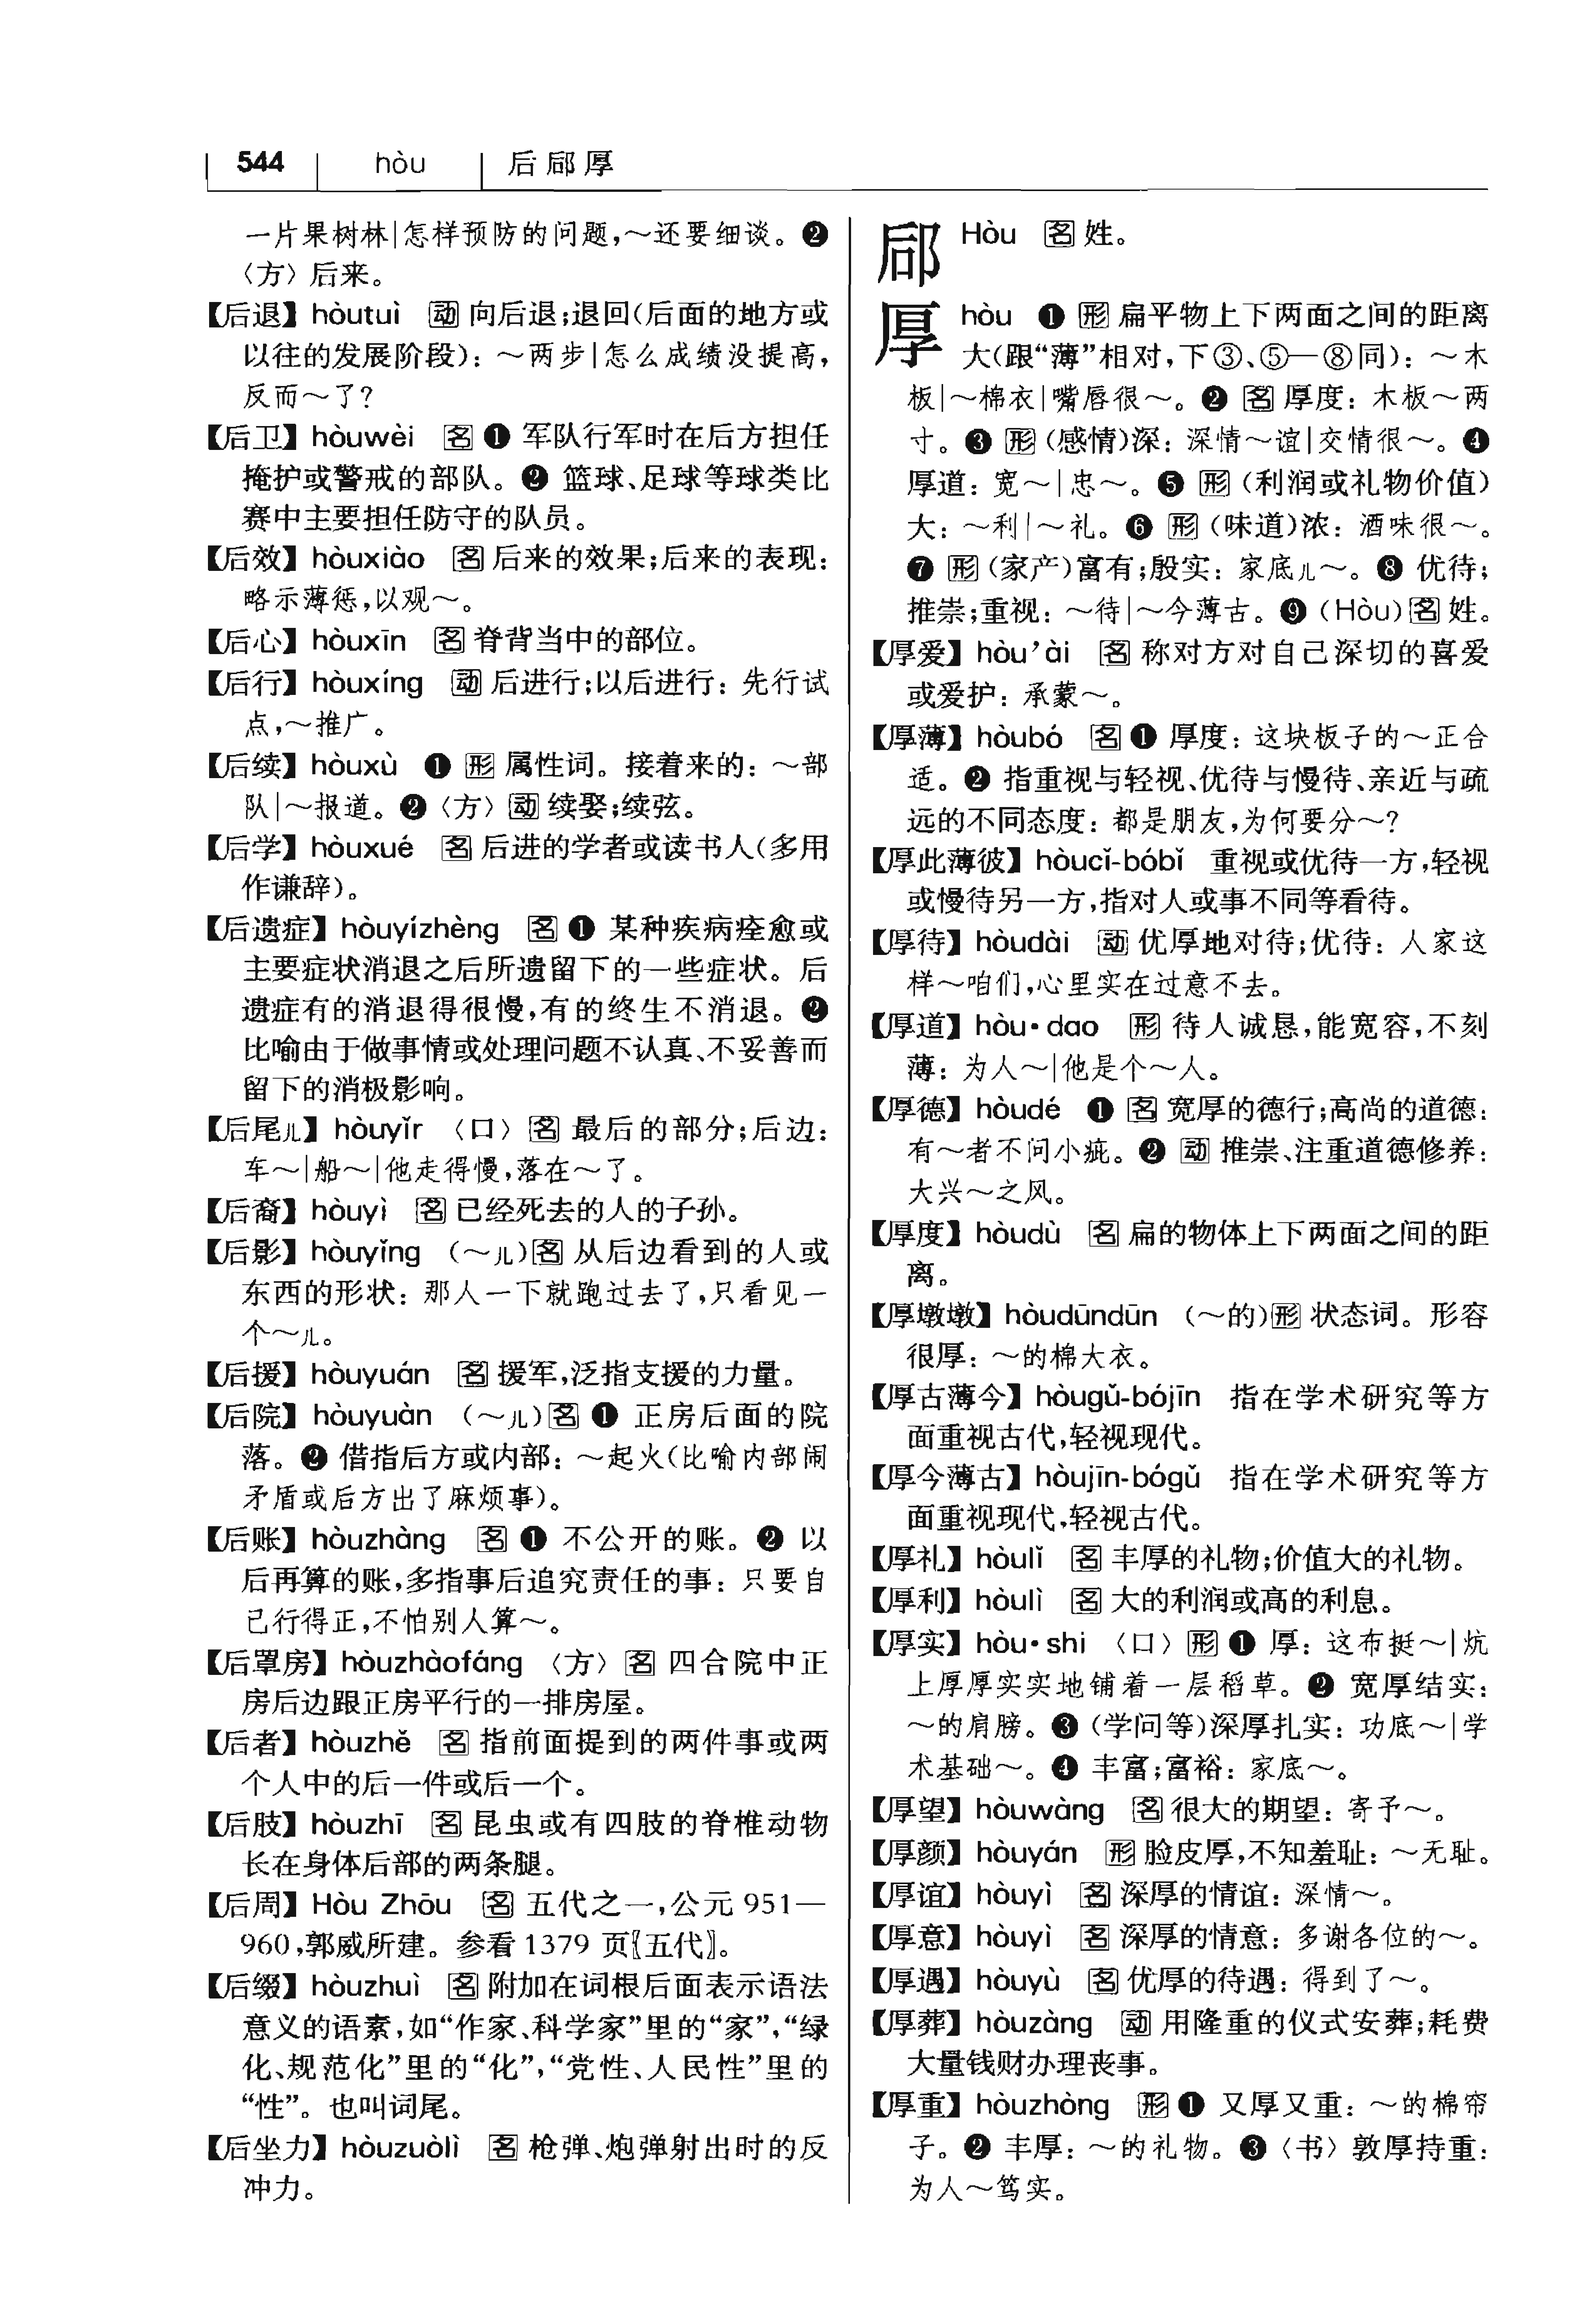 544 hòu 后郈厚
一片果树林|怎样预防的问题,～还要细谈。❷
〈方〉后来。
【后退】hòutuì 动 向后退;退回(后面的地方或
以往的发展阶段)：～两步|怎么成绩没提高,
反而～了?
【后卫】hòuwèi 名 ❶ 军队行军时在后方担任
掩护或警戒的部队。❷ 篮球、足球等球类比
赛中主要担任防守的队员。
【后效】hòuxiào 名 后来的效果;后来的表现：
略示薄惩,以观～。
【后心】hòuxīn 名 脊背当中的部位。
【后行】hòuxíng 动 后进行;以后进行：先行试
点,～推广。
【后续】hòuxù ❶ 形 属性词。接着来的：～部
队|～报道。❷〈方〉动 续娶;续弦。
【后学】hòuxué 名 后进的学者或读书人(多用
作谦辞)。
【后遗症】hòuyízhèng 名 ❶ 某种疾病痊愈或
主要症状消退之后所遗留下的一些症状。后
遗症有的消退得很慢,有的终生不消退。❷
比喻由于做事情或处理问题不认真、不妥善而
留下的消极影响。
【后尾儿】hòuyǐr 〈口〉名 最后的部分;后边：
车～|船～|他走得慢,落在～了。
【后裔】hòuyì 名 已经死去的人的子孙。
【后影】hòuyǐng (～儿)名 从后边看到的人或
东西的形状：那人一下就跑过去了,只看见一
个～儿。
【后援】hòuyuán 名 援军,泛指支援的力量。
【后院】hòuyuàn (～儿)名 ❶ 正房后面的院
落。❷ 借指后方或内部：～起火(比喻内部闹
矛盾或后方出了麻烦事)。
【后账】hòuzhàng 名 ❶ 不公开的账。❷ 以
后再算的账,多指事后追究责任的事：只要自
己行得正,不怕别人算～。
【后罩房】hòuzhàofáng 〈方〉名 四合院中正
房后边跟正房平行的一排房屋。
【后者】hòuzhě 名 指前面提到的两件事或两
个人中的后一件或后一个。
【后肢】hòuzhī 名 昆虫或有四肢的脊椎动物
长在身体后部的两条腿。
【后周】Hòu Zhōu 名 五代之一,公元 951—
960,郭威所建。参看 1379 页〖五代〗。
【后缀】hòuzhuì 名 附加在词根后面表示语法
意义的语素,如“作家、科学家”里的“家”,“绿
化、规范化”里的“化”,“党性、人民性”里的
“性”。也叫词尾。
【后坐力】hòuzuòlì 名 枪弹、炮弹射出时的反
冲力。
郈 Hòu 名 姓。
厚 hòu ❶ 形 扁平物上下两面之间的距离
大(跟“薄”相对,下③、⑤—⑧同)：～木
板|～棉衣|嘴唇很～。❷ 名 厚度：木板～两
寸。❸ 形 (感情)深：深情～谊|交情很～。❹
厚道：宽～|忠～。❺ 形 (利润或礼物价值)
大：～利|～礼。❻ 形 (味道)浓：酒味很～。
❼ 形 (家产)富有;殷实：家底儿～。❽ 优待;
推崇;重视：～待|～今薄古。❾ (Hòu)名 姓。
【厚爱】hòu’ài 名 称对方对自己深切的喜爱
或爱护：承蒙～。
【厚薄】hòubó 名 ❶ 厚度：这块板子的～正合
适。❷ 指重视与轻视、优待与慢待、亲近与疏
远的不同态度：都是朋友,为何要分～?
【厚此薄彼】hòucǐ-bóbǐ 重视或优待一方,轻视
或慢待另一方,指对人或事不同等看待。
【厚待】hòudài 动 优厚地对待;优待：人家这
样～咱们,心里实在过意不去。
【厚道】hòu·dao 形 待人诚恳,能宽容,不刻
薄：为人～|他是个～人。
【厚德】hòudé ❶ 名 宽厚的德行;高尚的道德：
有～者不问小疵。❷ 动 推崇、注重道德修养：
大兴～之风。
【厚度】hòudù 名 扁的物体上下两面之间的距
离。
【厚墩墩】hòudūndūn (～的)形 状态词。形容
很厚：～的棉大衣。
【厚古薄今】hòugǔ-bójīn 指在学术研究等方
面重视古代,轻视现代。
【厚今薄古】hòujīn-bógǔ 指在学术研究等方
面重视现代,轻视古代。
【厚礼】hòulǐ 名 丰厚的礼物;价值大的礼物。
【厚利】hòulì 名 大的利润或高的利息。
【厚实】hòu·shi 〈口〉形 ❶ 厚：这布挺～|炕
上厚厚实实地铺着一层稻草。❷ 宽厚结实：
～的肩膀。❸ (学问等)深厚扎实：功底～|学
术基础～。❹ 丰富;富裕：家底～。
【厚望】hòuwàng 名 很大的期望：寄予～。
【厚颜】hòuyán 形 脸皮厚,不知羞耻：～无耻。
【厚谊】hòuyì 名 深厚的情谊：深情～。
【厚意】hòuyì 名 深厚的情意：多谢各位的～。
【厚遇】hòuyù 名 优厚的待遇：得到了～。
【厚葬】hòuzàng 动 用隆重的仪式安葬;耗费
大量钱财办理丧事。
【厚重】hòuzhòng 形 ❶ 又厚又重：～的棉帘
子。❷ 丰厚：～的礼物。❸〈书〉敦厚持重：
为人～笃实。